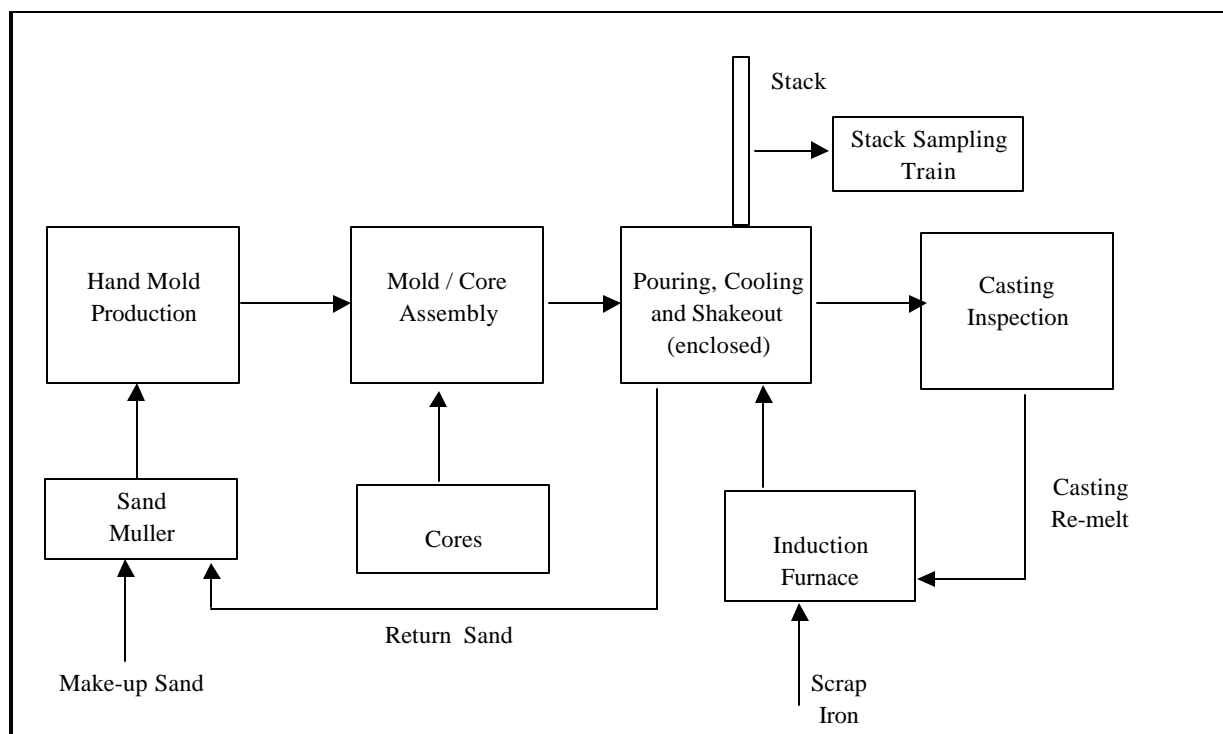 Stack
Stack Sampling
Train
Hand Mold
Production
Mold / Core
Assembly
Pouring, Cooling
and Shakeout
(enclosed)
Casting
Inspection
Sand
Muller
Cores
Induction
Furnace
Casting
Re-melt
Return Sand
Make-up Sand
Scrap
Iron